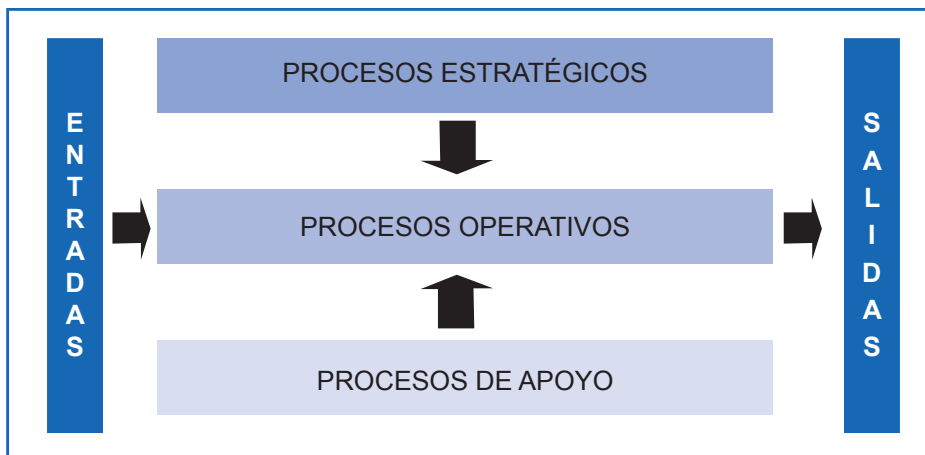 ENTRADAS
PROCESOS ESTRATÉGICOS
PROCESOS OPERATIVOS
PROCESOS DE APOYO
SALIDAS